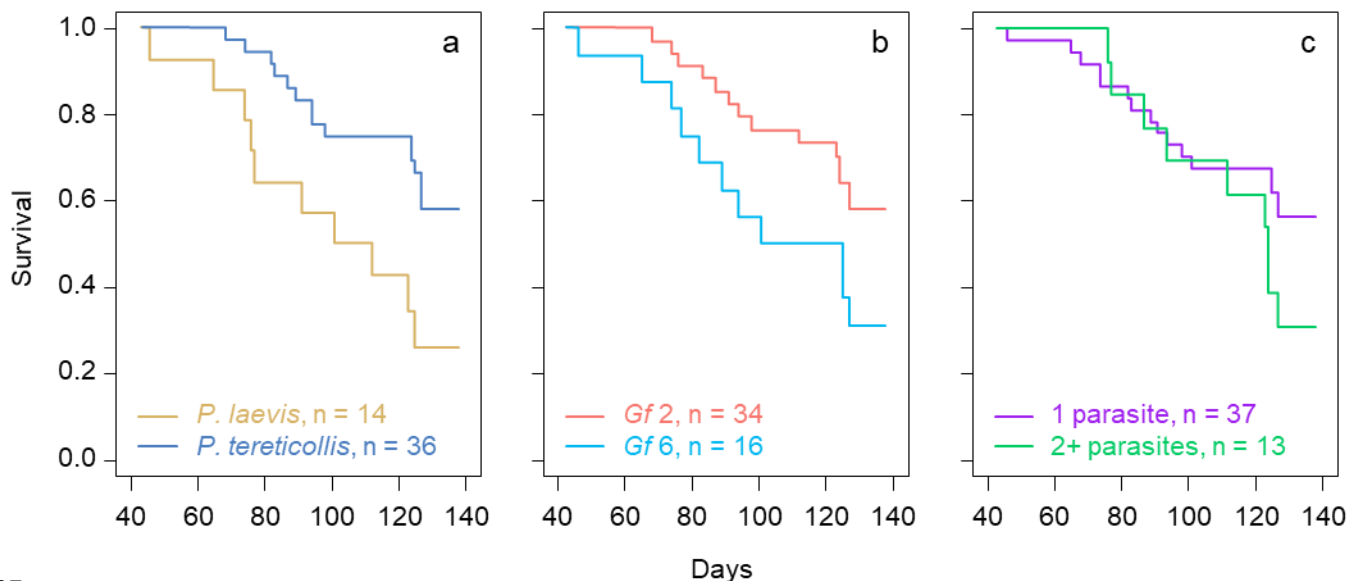 a
b
c
Survival
1.0
0.8
0.6
0.4
0.2
0.0
P. laevis, n = 14
P. tereticollis, n = 36
Gf 2, n = 34
Gf 6, n = 16
1 parasite, n = 37
2+ parasites, n = 13
40 60 80 100 120 140
40 60 80 100 120 140
40 60 80 100 120 140
Days